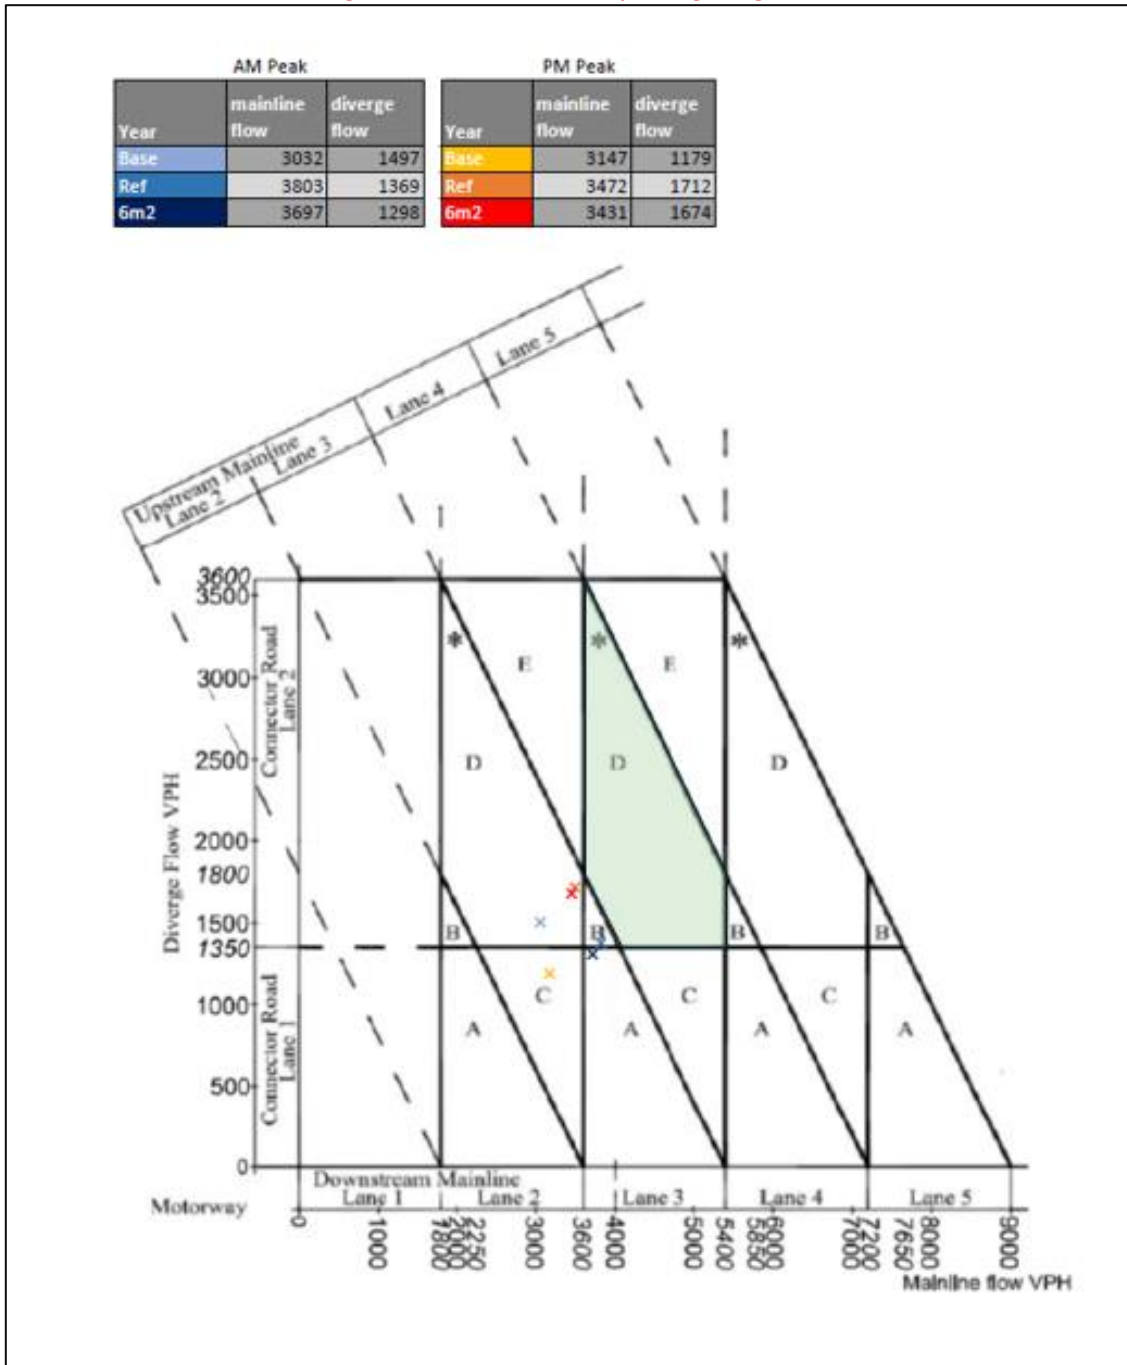 AM Peak
PM Peak
Year mainline flow diverge flow
Base 3032 1497
Ref 3803 1369
6m2 3697 1298
Year mainline flow diverge flow
Base 3147 1179
Ref 3472 1712
6m2 3431 1674
Upstream Mainline
Lane 2
Lane 3
Lane 4
Lane 5
Diverge Flow VPH
Connector Road
Lane 2
Connector Road
Lane 1
3600
3500
3000
2500
2000
1800
1500
1350
1000
500
0
* * *
E E
D D D
B B B B
C C C
A A A A
Downstream Mainline
Motorway
Lane 1 Lane 2 Lane 3 Lane 4 Lane 5
0 1000 1800 2000 2250 3000 3600 4000 5000 5400 5850 6000 7000 7200 7650 8000 9000
Mainline flow VPH